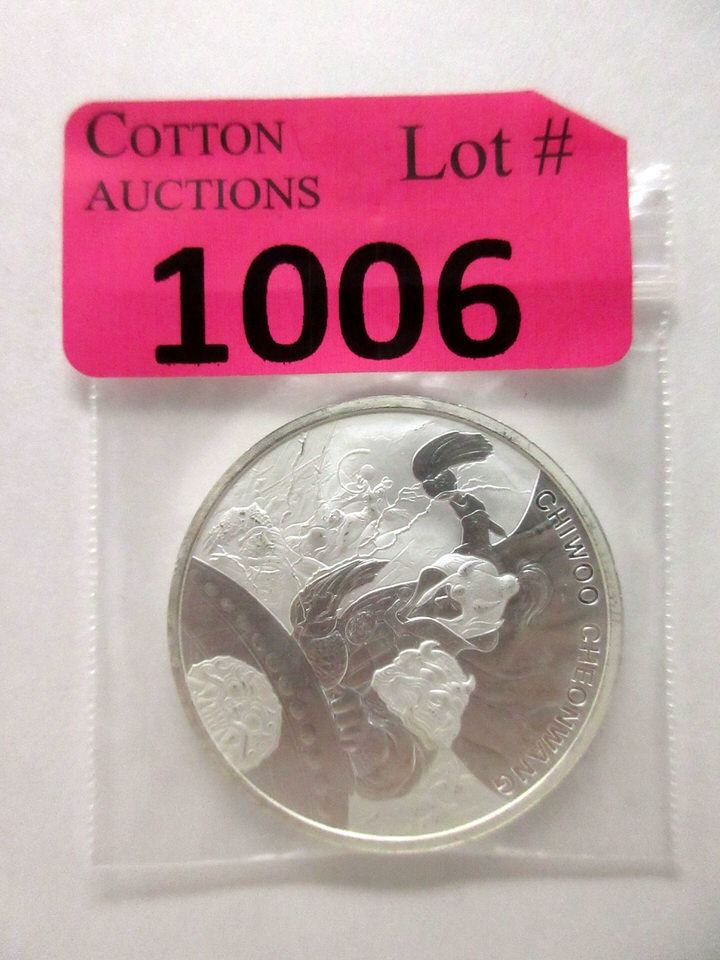 COTTON
AUCTIONS
Lot #
1006
CHIWOO CHEONWANG